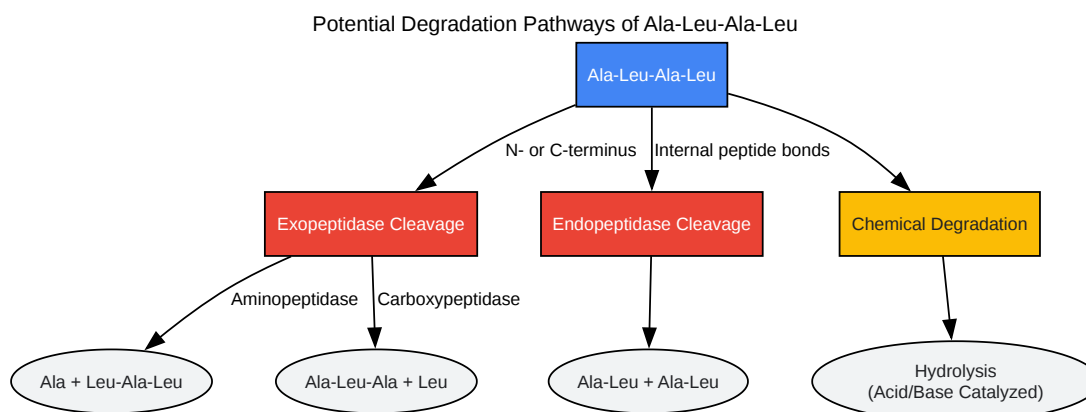 Potential Degradation Pathways of Ala-Leu-Ala-Leu
Ala-Leu-Ala-Leu
N- or C-terminus
Internal peptide bonds
Exopeptidase Cleavage
Endopeptidase Cleavage
Chemical Degradation
Aminopeptidase
Carboxypeptidase
Ala + Leu-Ala-Leu
Ala-Leu-Ala + Leu
Ala-Leu + Ala-Leu
Hydrolysis
(Acid/Base Catalyzed)